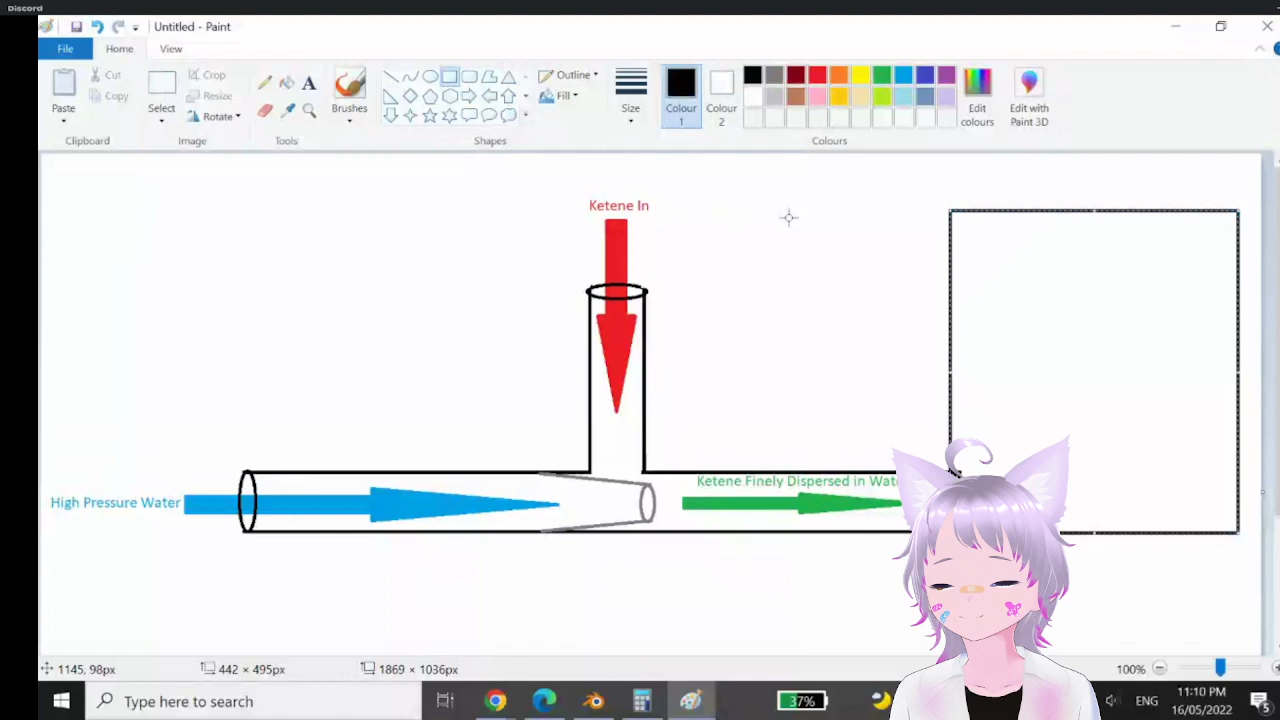 Discord
Untitled - Paint
File
Home
View
Paste
Cut
Copy
Select
Crop
Resize
Rotate
A
Brushes
Outline
Fill
Size
Colour
1
Colour
2
Edit
colours
Edit with
Paint 3D
Clipboard
Image
Tools
Shapes
Colours
Ketene In
High Pressure Water
Ketene Finely Dispersed in Wate
1145, 98px
442 × 495px
1869 × 1036px
100%
Type here to search
37%
ENG
11:10 PM
16/05/2022
5